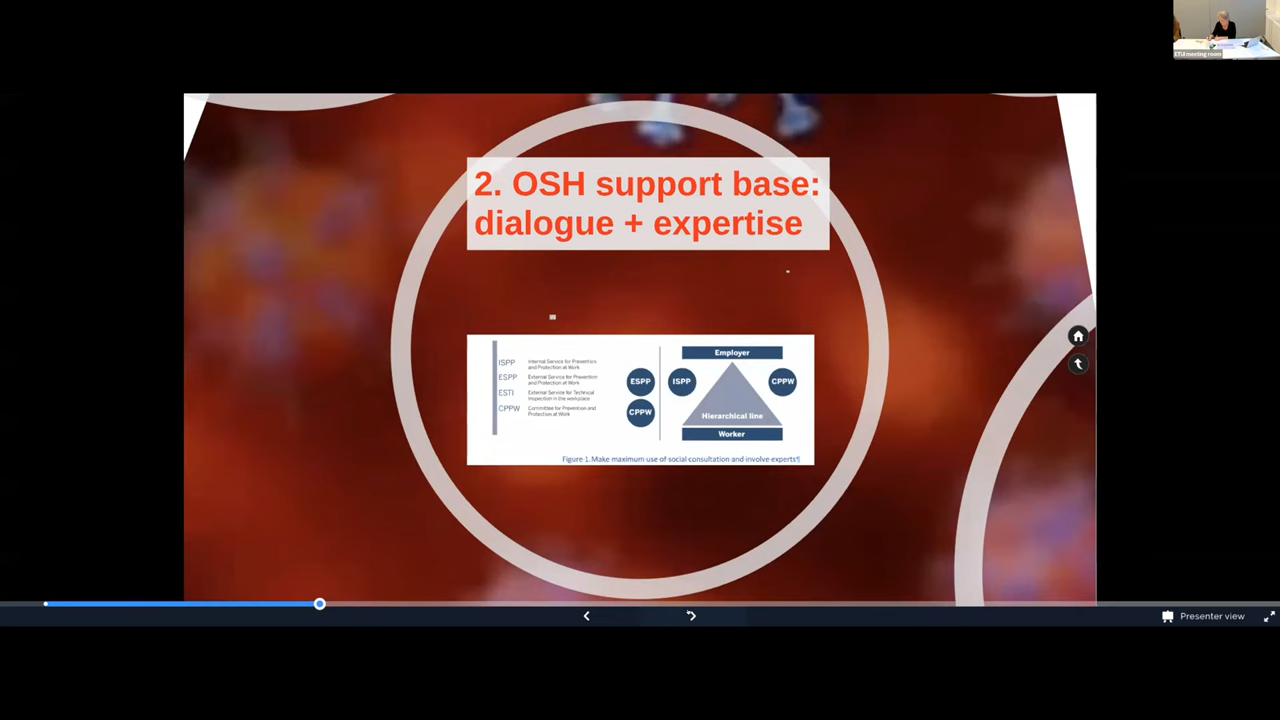 ETUI meeting room
2. OSH support base:
dialogue + expertise
ISPP Internal Service for Prevention
and Protection at Work
ESPP External Service for Prevention
and Protection at Work
ESTI External Service for Technical
Inspection in the workplace
CPPW Committee for Prevention and
Protection at Work
ESPP
CPPW
Employer
ISPP
CPPW
Hierarchical line
Worker
Figure 1. Make maximum use of social consultation and involve experts¶
Presenter view